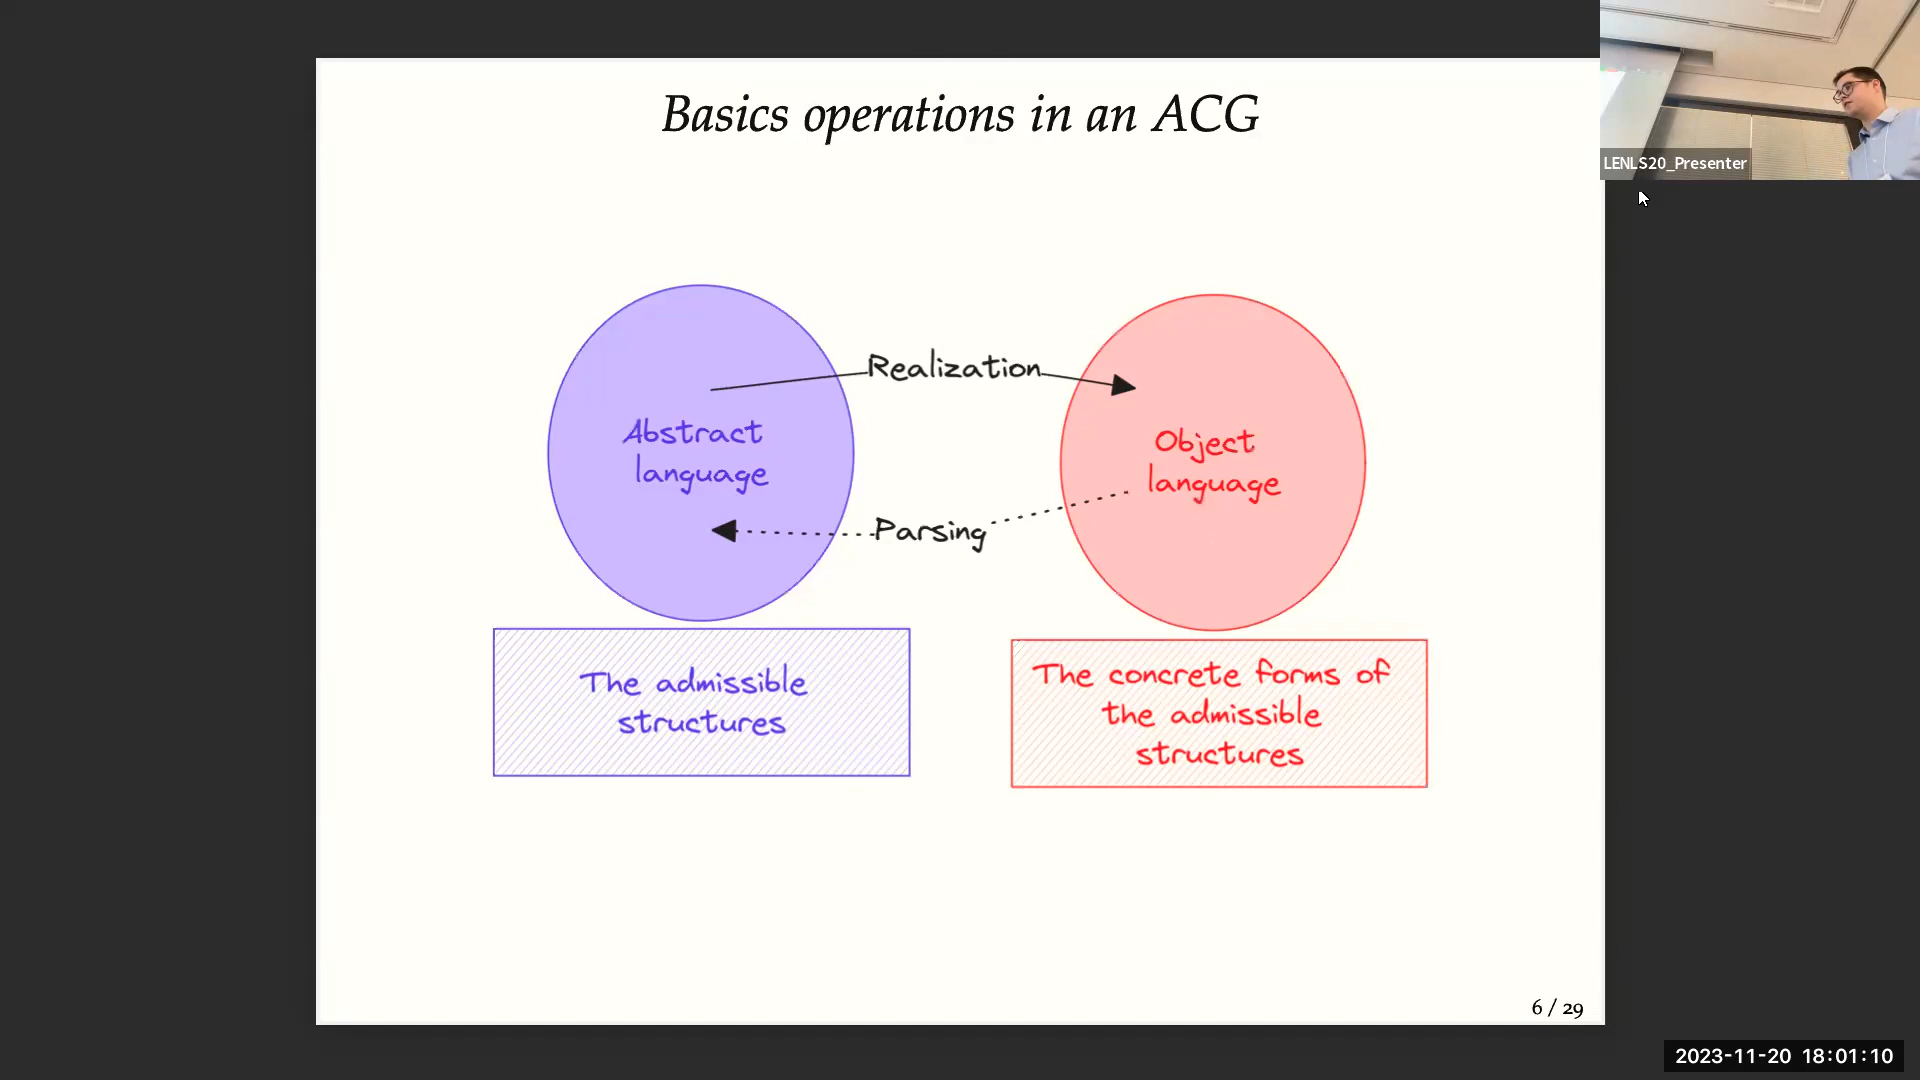 Basics operations in an ACG
LENLS20_Presenter
Realization
Abstract
language
Object
language
Parsing
The admissible
structures
The concrete forms of
the admissible
structures
6 / 29
2023-11-20 18:01:10